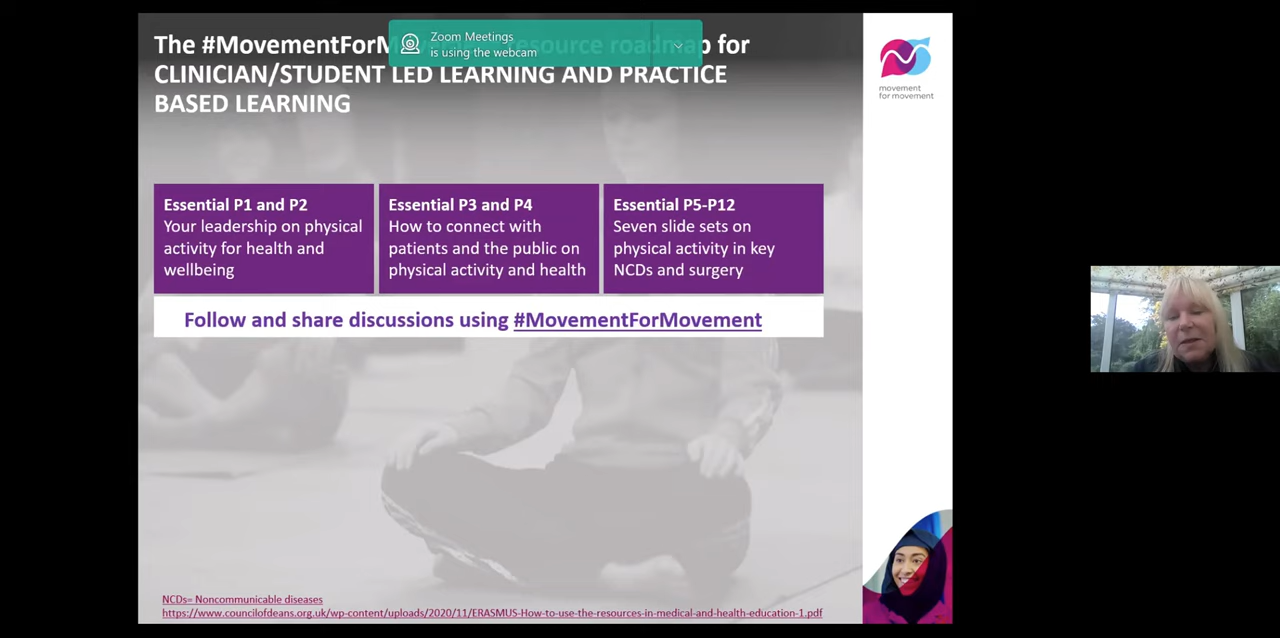 The #MovementForM
Zoom Meetings
is using the webcam
resource roadmap for
CLINICIAN/STUDENT LED LEARNING AND PRACTICE
BASED LEARNING
movement
for movement
Essential P1 and P2
Your leadership on physical
activity for health and
wellbeing
Essential P3 and P4
How to connect with
patients and the public on
physical activity and health
Essential P5-P12
Seven slide sets on
physical activity in key
NCDs and surgery
Follow and share discussions using #MovementForMovement
NCDs= Noncommunicable diseases
https://www.councilofdeans.org.uk/wp-content/uploads/2020/11/ERASMUS-How-to-use-the-resources-in-medical-and-health-education-1.pdf